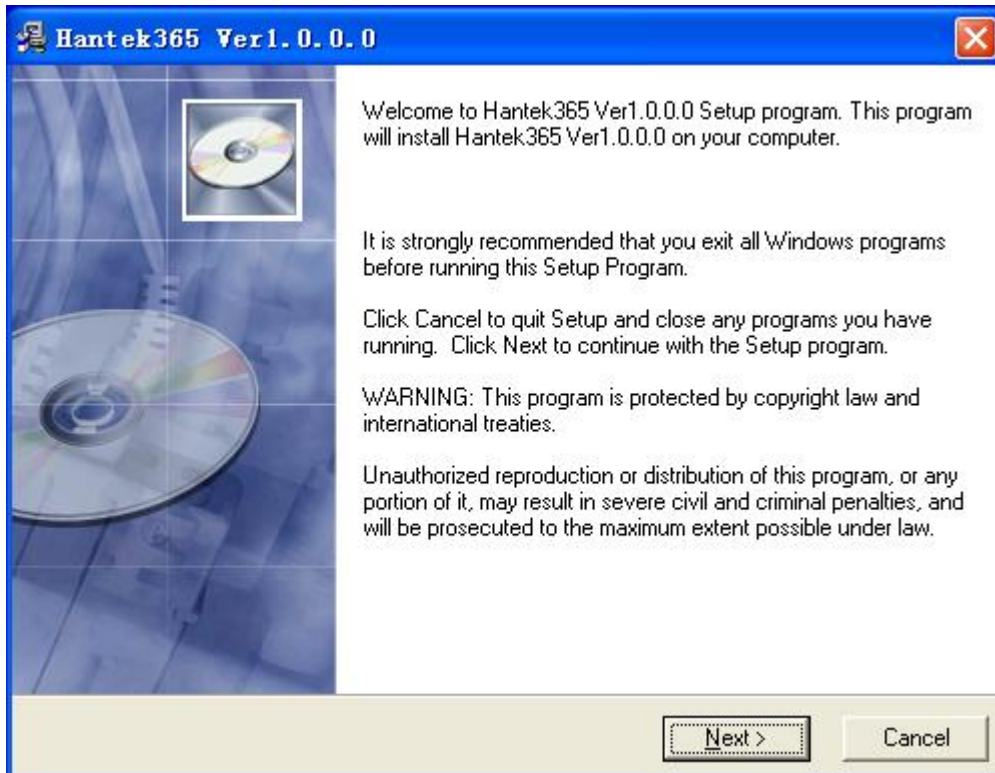 Hantek365 Ver1.0.0.0
Welcome to Hantek365 Ver1.0.0.0 Setup program. This program
will install Hantek365 Ver1.0.0.0 on your computer.
It is strongly recommended that you exit all Windows programs
before running this Setup Program.
Click Cancel to quit Setup and close any programs you have
running.  Click Next to continue with the Setup program.
WARNING: This program is protected by copyright law and
international treaties.
Unauthorized reproduction or distribution of this program, or any
portion of it, may result in severe civil and criminal penalties, and
will be prosecuted to the maximum extent possible under law.
Next >
Cancel